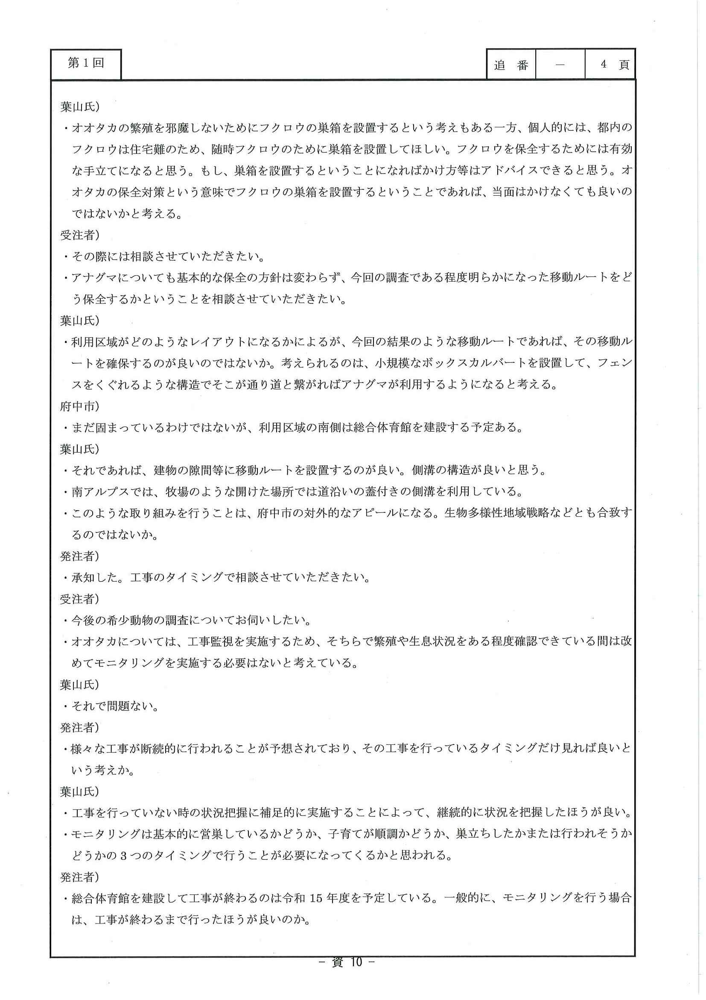 第１回
追　番　－　4　頁
葉山氏）
・オオタカの繁殖を邪魔しないためにフクロウの巣箱を設置するという考えもある一方、個人的には、都内の
フクロウは住宅難のため、随時フクロウのために巣箱を設置してほしい。フクロウを保全するためには有効
な手立てになると思う。もし、巣箱を設置するということになればかけ方等はアドバイスできると思う。オ
オタカの保全対策という意味でフクロウの巣箱を設置するということであれば、当面はかけなくても良いの
ではないかと考える。
受注者）
・その際には相談させていただきたい。
・アナグマについても基本的な保全の方針は変わらず、今回の調査である程度明らかになった移動ルートをど
う保全するかということを相談させていただきたい。
葉山氏）
・利用区域がどのようなレイアウトになるかによるが、今回の結果のような移動ルートであれば、その移動ル
ートを確保するのが良いのではないか。考えられるのは、小規模なボックスカルバートを設置して、フェン
スをくぐれるような構造でそこが通り道と繋がればアナグマが利用するようになると考える。
府中市）
・まだ固まっているわけではないが、利用区域の南側は総合体育館を建設する予定ある。
葉山氏）
・それであれば、建物の隙間等に移動ルートを設置するのが良い。側溝の構造が良いと思う。
・南アルプスでは、牧場のような開けた場所では道沿いの蓋付きの側溝を利用している。
・このような取り組みを行うことは、府中市の対外的なアピールになる。生物多様性地域戦略などとも合致す
るのではないか。
発注者）
・承知した。工事のタイミングで相談させていただきたい。
受注者）
・今後の希少動物の調査についてお伺いしたい。
・オオタカについては、工事監視を実施するため、そちらで繁殖や生息状況をある程度確認できている間は改
めてモニタリングを実施する必要はないと考えている。
葉山氏）
・それで問題ない。
発注者）
・様々な工事が断続的に行われることが予想されており、その工事を行っているタイミングだけ見れば良いと
いう考えか。
葉山氏）
・工事を行っていない時の状況把握に補足的に実施することによって、継続的に状況を把握したほうが良い。
・モニタリングは基本的に営巣しているかどうか、子育てが順調かどうか、巣立ちしたかまたは行われそうか
どうかの 3 つのタイミングで行うことが必要になってくるかと思われる。
発注者）
・総合体育館を建設して工事が終わるのは令和 15 年度を予定している。一般的に、モニタリングを行う場合
は、工事が終わるまで行ったほうが良いのか。
－ 資 10 －